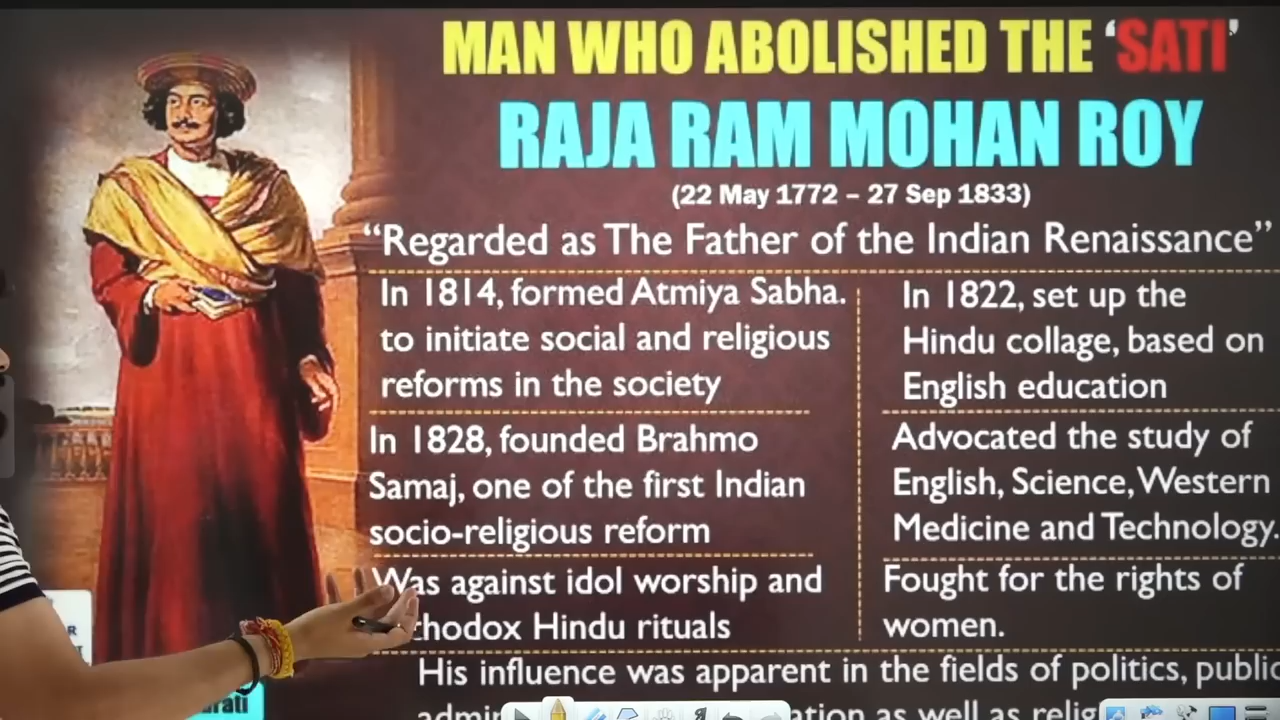 MAN WHO ABOLISHED THE ‘SATI’
RAJA RAM MOHAN ROY
(22 May 1772 – 27 Sep 1833)
“Regarded as The Father of the Indian Renaissance”
In 1814, formed Atmiya Sabha.
to initiate social and religious
reforms in the society
In 1828, founded Brahmo
Samaj, one of the first Indian
socio-religious reform
Was against idol worship and
Hindu rituals
In 1822, set up the
Hindu collage, based on
English education
Advocated the study of
English, Science, Western
Medicine and Technology.
Fought for the rights of
women.
His influence was apparent in the fields of politics, public
as well as